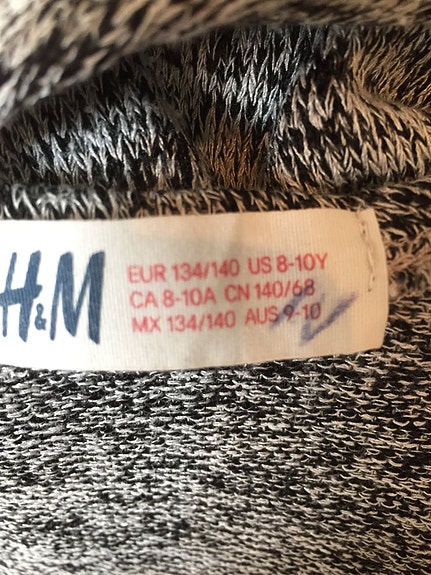 H&M
EUR 134/140 US 8-10Y
CA 8-10A CN 140/68
MX 134/140 AUS 9-10